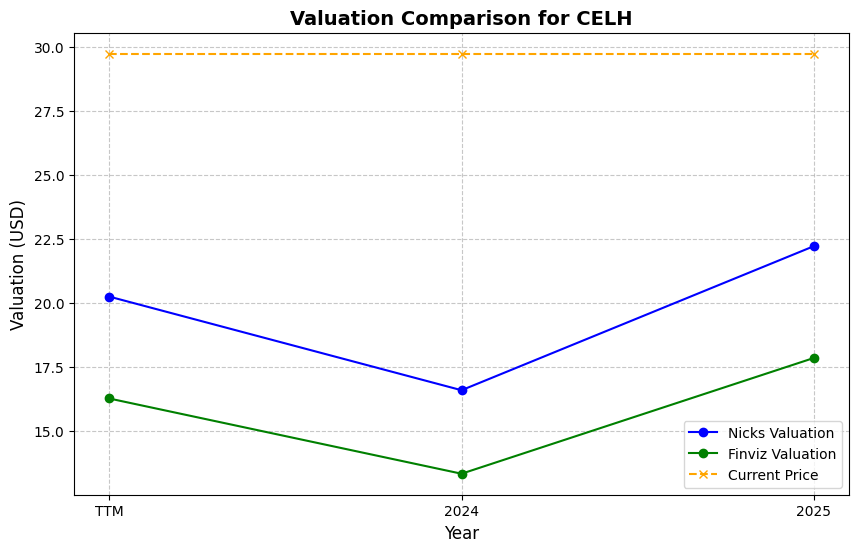 Valuation Comparison for CELH
Valuation (USD)
30.0
27.5
25.0
22.5
20.0
17.5
15.0
TTM
2024
2025
Year
Nicks Valuation
Finviz Valuation
Current Price